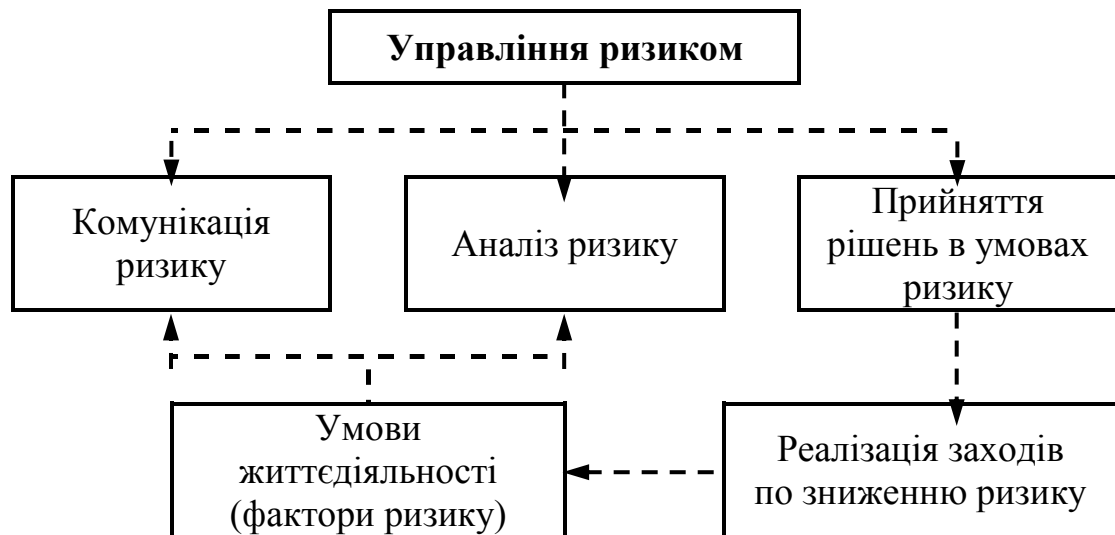 Управління ризиком
Комунікація
ризику
Аналіз ризику
Прийняття
рішень в умовах
ризику
Умови
життєдіяльності
(фактори ризику)
Реалізація заходів
по зниженню ризику